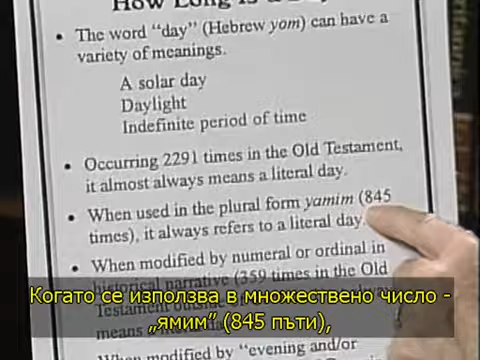 How Long Is a Day
• The word "day" (Hebrew yom) can have a
variety of meanings.
A solar day
Daylight
Indefinite period of time
• Occurring 2291 times in the Old Testament,
it almost always means a literal day.
• When used in the plural form yamim (845
times), it always refers to a literal day.
• When modified by numeral or ordinal in
historical narrative (359 times in the Old
Testament
means
Когато се използва в множествено число -
„ямим” (845 пъти),
When modified by "evening and/or